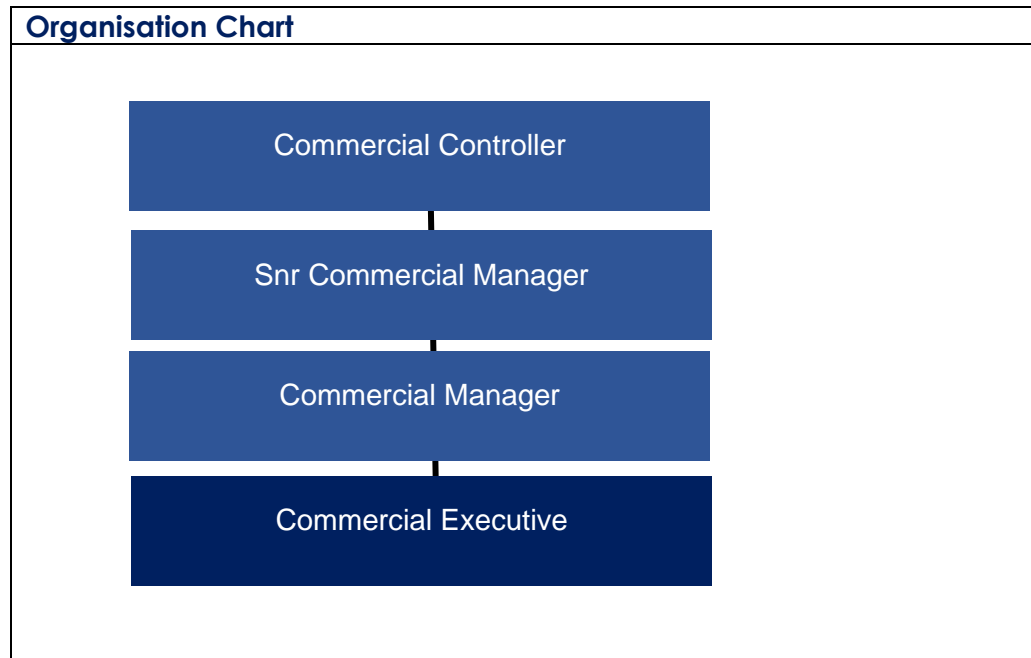 Organisation Chart
Commercial Controller
Snr Commercial Manager
Commercial Manager
Commercial Executive